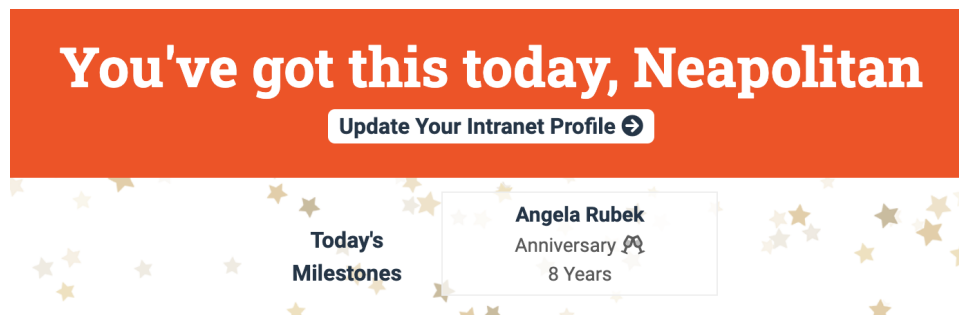 You've got this today, Neapolitan
Update Your Intranet Profile
Today's
Milestones
Angela Rubek
Anniversary
8 Years